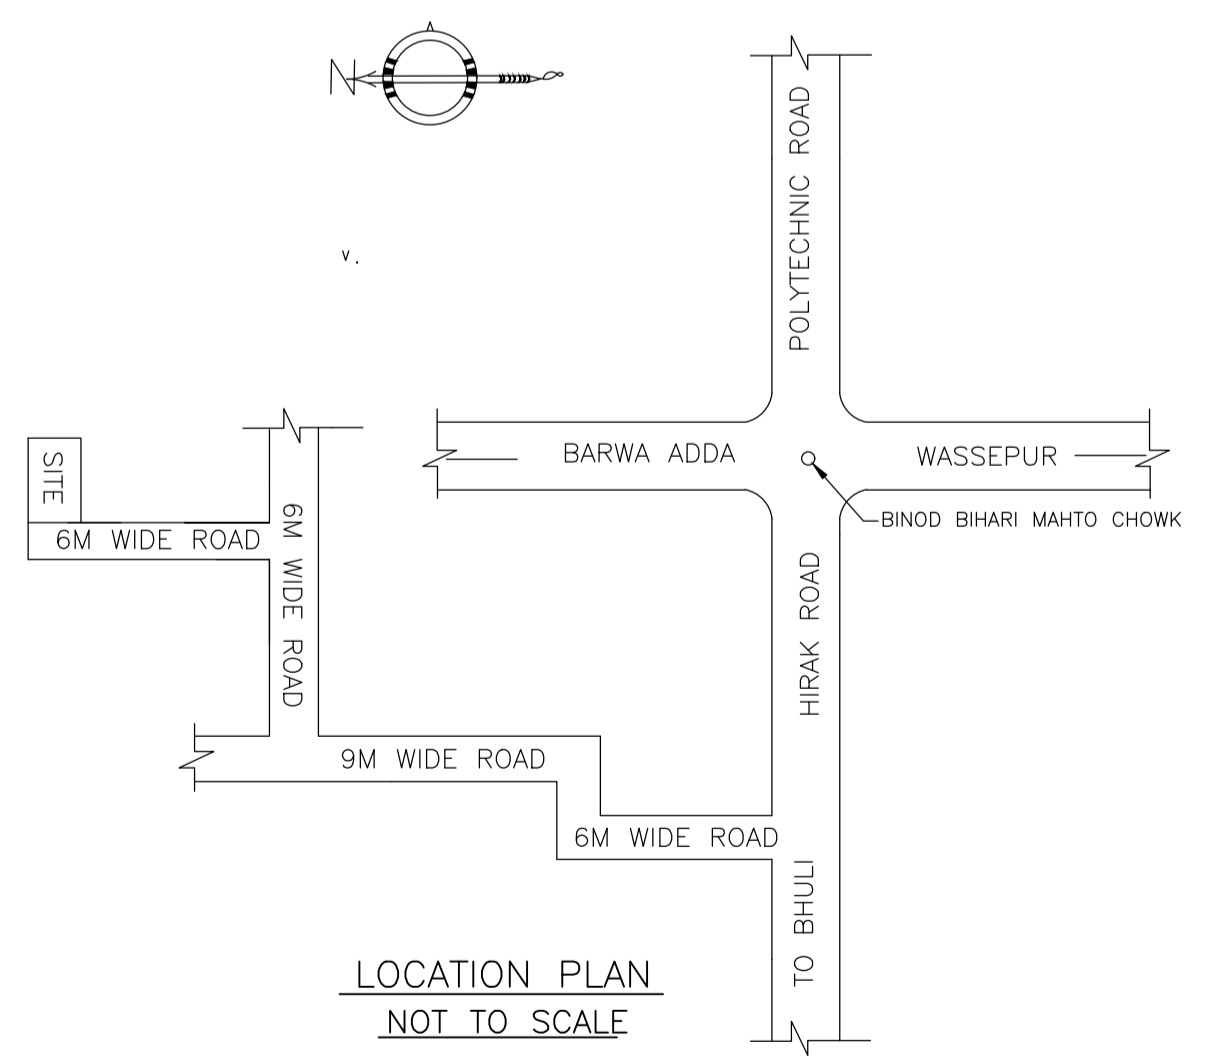 N
POLYTECHNIC ROAD
v.
BARWA ADDA
WASSEPUR
SITE
BINOD BIHARI MAHTO CHOWK
6M WIDE ROAD
6M WIDE ROAD
HIRAK ROAD
9M WIDE ROAD
6M WIDE ROAD
TO BHULI
LOCATION PLAN
NOT TO SCALE